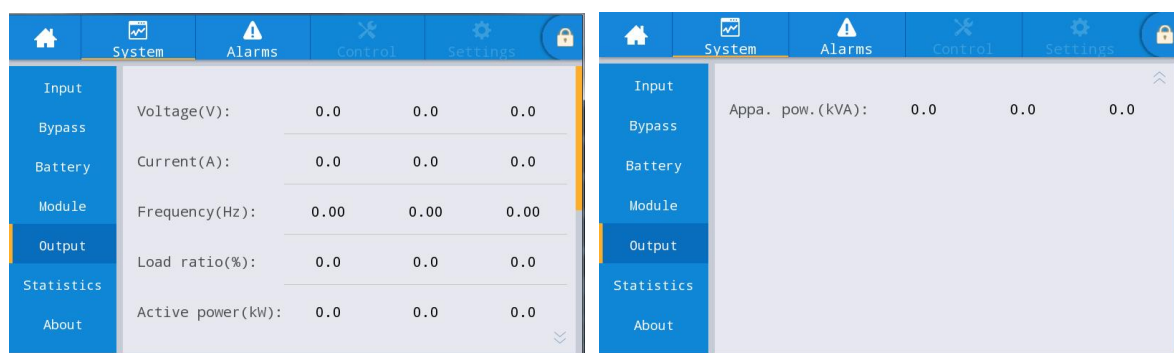 System Alarms Control Settings
Input
Bypass
Battery
Module
Output
Statistics
About
Voltage(V): 0.0 0.0 0.0
Current(A): 0.0 0.0 0.0
Frequency(Hz): 0.00 0.00 0.00
Load ratio(%): 0.0 0.0 0.0
Active power(kW): 0.0 0.0 0.0
System Alarms Control Settings
Input
Bypass
Battery
Module
Output
Statistics
About
Appa. pow.(kVA): 0.0 0.0 0.0